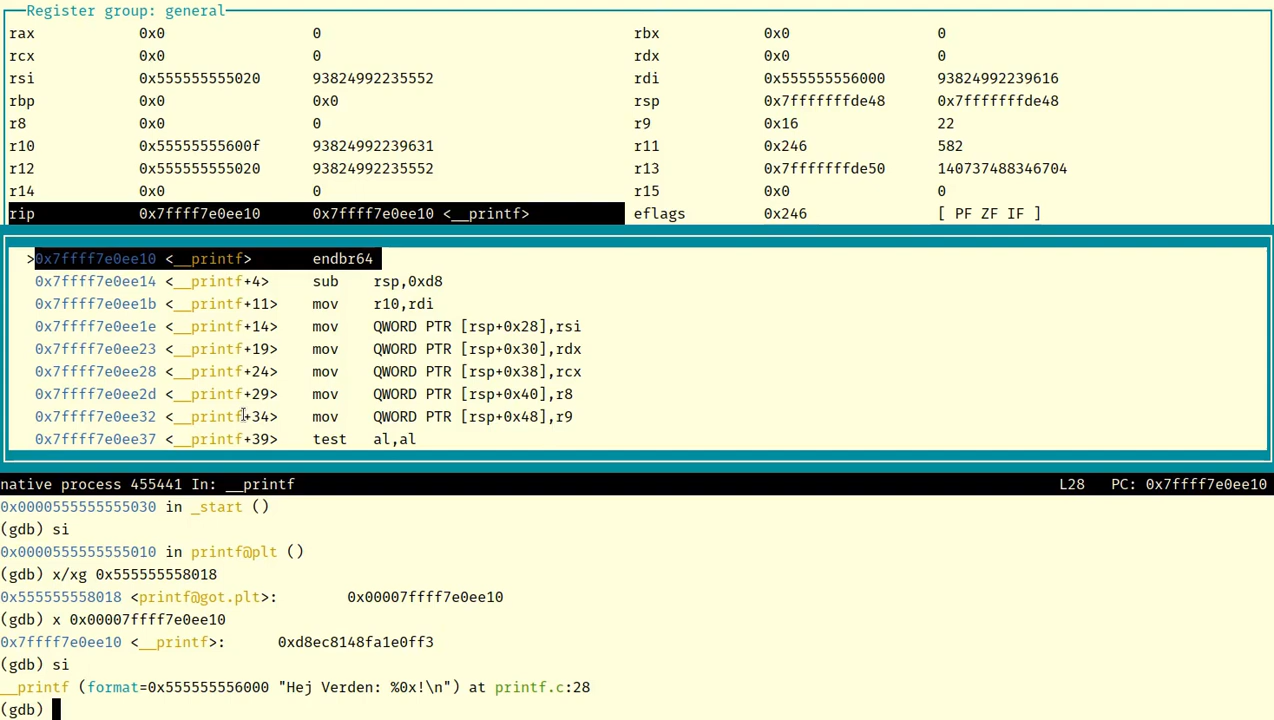 Register group: general
rax 0x0 0 rbx 0x0 0
rcx 0x0 0 rdx 0x0 0
rsi 0x555555555020 93824992235552 rdi 0x555555556000 93824992239616
rbp 0x0 0x0 rsp 0x7fffffffde48 0x7fffffffde48
r8 0x0 0 r9 0x16 22
r10 0x55555555600f 93824992239631 r11 0x246 582
r12 0x555555555020 93824992235552 r13 0x7fffffffde50 140737488346704
r14 0x0 0 r15 0x0 0
rip 0x7ffff7e0ee10 0x7ffff7e0ee10 <__printf> eflags 0x246 [ PF ZF IF ]
>0x7ffff7e0ee10 <__printf> endbr64
0x7ffff7e0ee14 <__printf+4> sub rsp,0xd8
0x7ffff7e0ee1b <__printf+11> mov r10,rdi
0x7ffff7e0ee1e <__printf+14> mov QWORD PTR [rsp+0x28],rsi
0x7ffff7e0ee23 <__printf+19> mov QWORD PTR [rsp+0x30],rdx
0x7ffff7e0ee28 <__printf+24> mov QWORD PTR [rsp+0x38],rcx
0x7ffff7e0ee2d <__printf+29> mov QWORD PTR [rsp+0x40],r8
0x7ffff7e0ee32 <__printf+34> mov QWORD PTR [rsp+0x48],r9
0x7ffff7e0ee37 <__printf+39> test al,al
native process 455441 In: __printf L28 PC: 0x7ffff7e0ee10
0x0000555555555030 in _start ()
(gdb) si
0x0000555555555010 in printf@plt ()
(gdb) x/xg 0x555555558018
0x555555558018 <printf@got.plt>: 0x00007ffff7e0ee10
(gdb) x 0x00007ffff7e0ee10
0x7ffff7e0ee10 <__printf>: 0xd8ec8148fa1e0ff3
(gdb) si
__printf (format=0x555555556000 "Hej Verden: %0x!\n") at printf.c:28
(gdb)